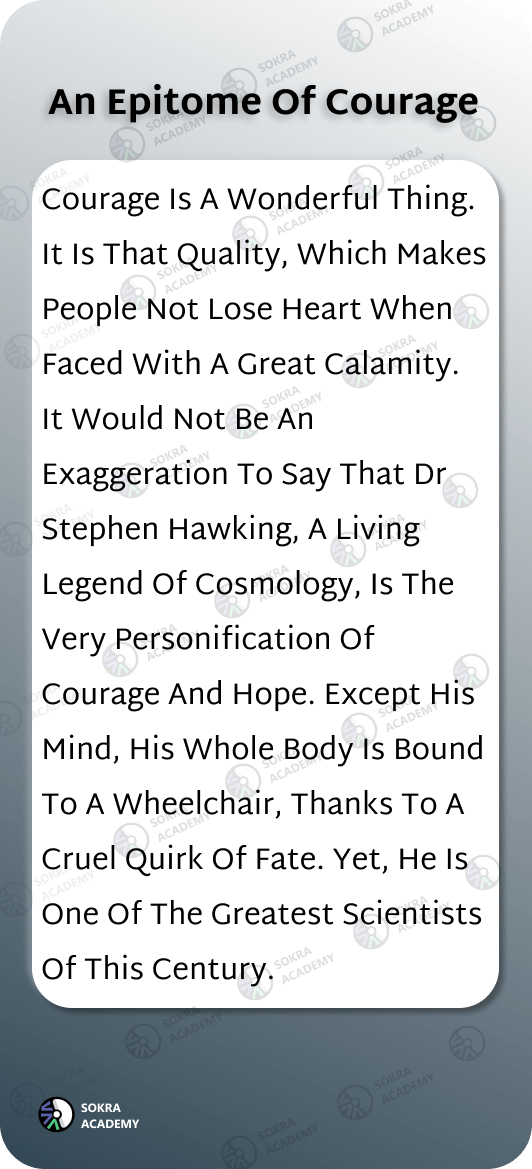 An Epitome Of Courage
Courage Is A Wonderful Thing.
It Is That Quality, Which Makes
People Not Lose Heart When
Faced With A Great Calamity.
It Would Not Be An
Exaggeration To Say That Dr
Stephen Hawking, A Living
Legend Of Cosmology, Is The
Very Personification Of
Courage And Hope. Except His
Mind, His Whole Body Is Bound
To A Wheelchair, Thanks To A
Cruel Quirk Of Fate. Yet, He Is
One Of The Greatest Scientists
Of This Century.
SOKRA
ACADEMY